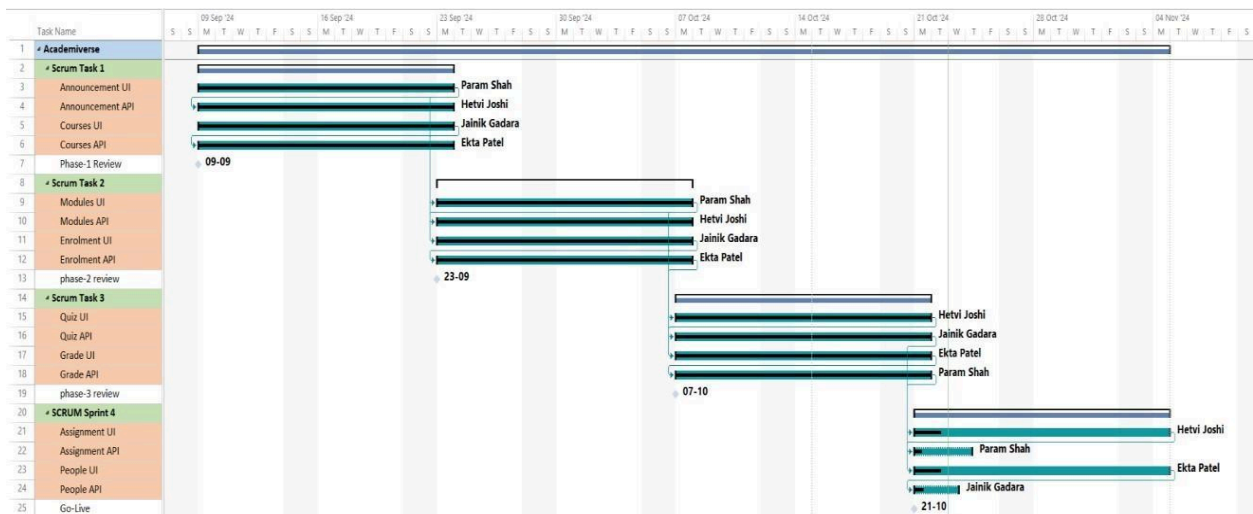 09 Sep '24 16 Sep '24 23 Sep '24 30 Sep '24 07 Oct '24 14 Oct '24 21 Oct '24 28 Oct '24 04 Nov '24
Task Name S S M T W T F S S M T W T F S S M T W T F S S M T W T F S S M T W T F S S M T W T F S S M T W T F S S M T W T F S S M T W T F S
1 Academiverse
2 Scrum Task 1
3 Announcement UI Param Shah
4 Announcement API Hetvi Joshi
5 Courses UI Jainik Gadara
6 Courses API Ekta Patel
7 Phase-1 Review 09-09
8 Scrum Task 2
9 Modules UI Param Shah
10 Modules API Hetvi Joshi
11 Enrolment UI Jainik Gadara
12 Enrolment API Ekta Patel
13 phase-2 review 23-09
14 Scrum Task 3
15 Quiz UI Hetvi Joshi
16 Quiz API Jainik Gadara
17 Grade UI Ekta Patel
18 Grade API Param Shah
19 phase-3 review 07-10
20 SCRUM Sprint 4
21 Assignment UI Hetvi Joshi
22 Assignment API Param Shah
23 People UI Ekta Patel
24 People API Jainik Gadara
25 Go-Live 21-10